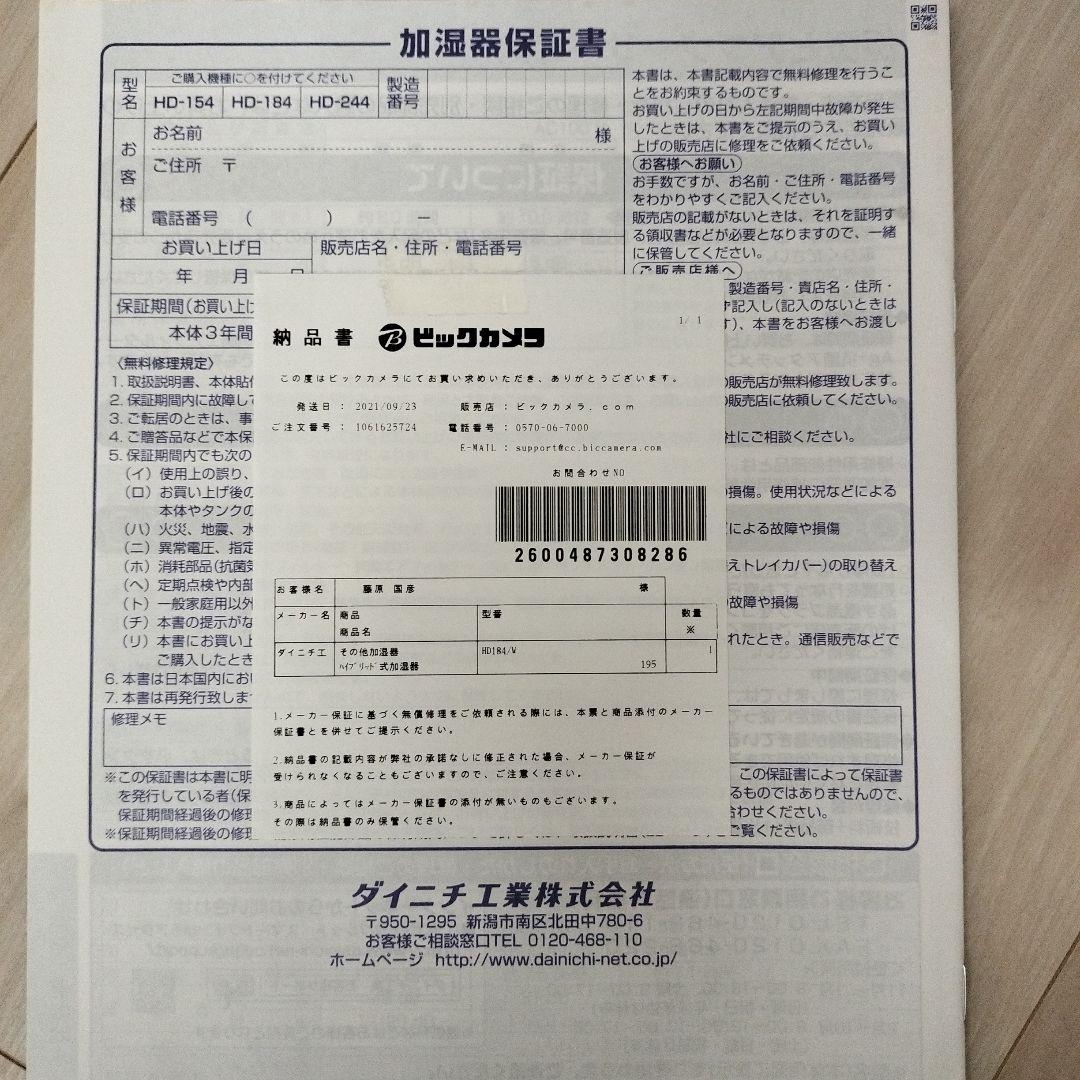 加湿器保証書
型名
ご購入機種に○を付けてください
HD-154 HD-184 HD-244
製造番号
お客様
お名前 様
ご住所 〒
電話番号 ( ) −
お買い上げ日
年 月 日
販売店名・住所・電話番号
保証期間(お買い上げ
本体3年間
本書は、本書記載内容で無料修理を行うこ
とをお約束するものです。
お買い上げの日から左記期間中故障が発生
したときは、本書をご提示のうえ、お買い
上げの販売店に修理をご依頼ください。
お客様へお願い
お手数ですが、お名前・ご住所・電話番号
をわかりやすくご記入ください。
販売店の記載がないときは、それを証明す
る領収書などが必要となりますので、一緒
に保管してください。
ご販売店様へ
製造番号・貴店名・住所・
記入し(記入のないときは
す)、本書をお客様へお渡し
〈無料修理規定〉
1. 取扱説明書、本体貼
の販売店が無料修理致します。
2. 保証期間内に故障して
の販売店に依頼してください。
3. ご転居のときは、事
4. ご贈答品などで本保
社にご相談ください。
5. 保証期間内でも次の
(イ) 使用上の誤り、
(ロ) お買い上げ後の
損傷。使用状況などによる
本体やタンクの
(ハ) 火災、地震、水
による故障や損傷
(ニ) 異常電圧、指定
(ホ) 消耗部品(抗菌気
えトレイカバー)の取り替え
(ヘ) 定期点検や内部
(ト) 一般家庭用以外
故障や損傷
(チ) 本書の提示がな
(リ) 本書にお買い上
れたとき。通信販売などで
ご購入したとき
6. 本書は日本国内にお
7. 本書は再発行致しま
修理メモ
※この保証書は本書に明
この保証書によって保証書
を発行している者(保
るものではありませんので、
保証期間経過後の修理
合わせください。
※保証期間経過後の修理
ご覧ください。
納品書 ビックカメラ
1/ 1
この度はビックカメラにてお買い求めいただき、ありがとうございます。
発送日 : 2021/09/23 販売店 : ビックカメラ．ｃｏｍ
ご注文番号 : 1061625724 電話番号 : 0570-06-7000
E-MAIL : support@cc.biccamera.com
お問合わせNO
2600487308286
お客様名 藤原 国彦 様
メーカー名 商品 型番 数量
商品名 ※
ダイニチ工 その他加湿器 HD184/W 1
ﾊｲﾌﾞﾘｯﾄﾞ式加湿器 195
1.メーカー保証に基づく無償修理をご依頼される際には、本票と商品添付のメーカー
保証書とを併せてご提示ください。
2.納品書の記載内容が弊社の承諾なしに修正された場合、メーカー保証が
受けられなくなることもございますので、ご注意ください。
3.商品によってはメーカー保証書の添付が無いものもございます。
その際は納品書のみ保管ください。
ダイニチ工業株式会社
〒950-1295 新潟市南区北田中780-6
お客様ご相談窓口TEL 0120-468-110
ホームページ http://www.dainichi-net.co.jp/